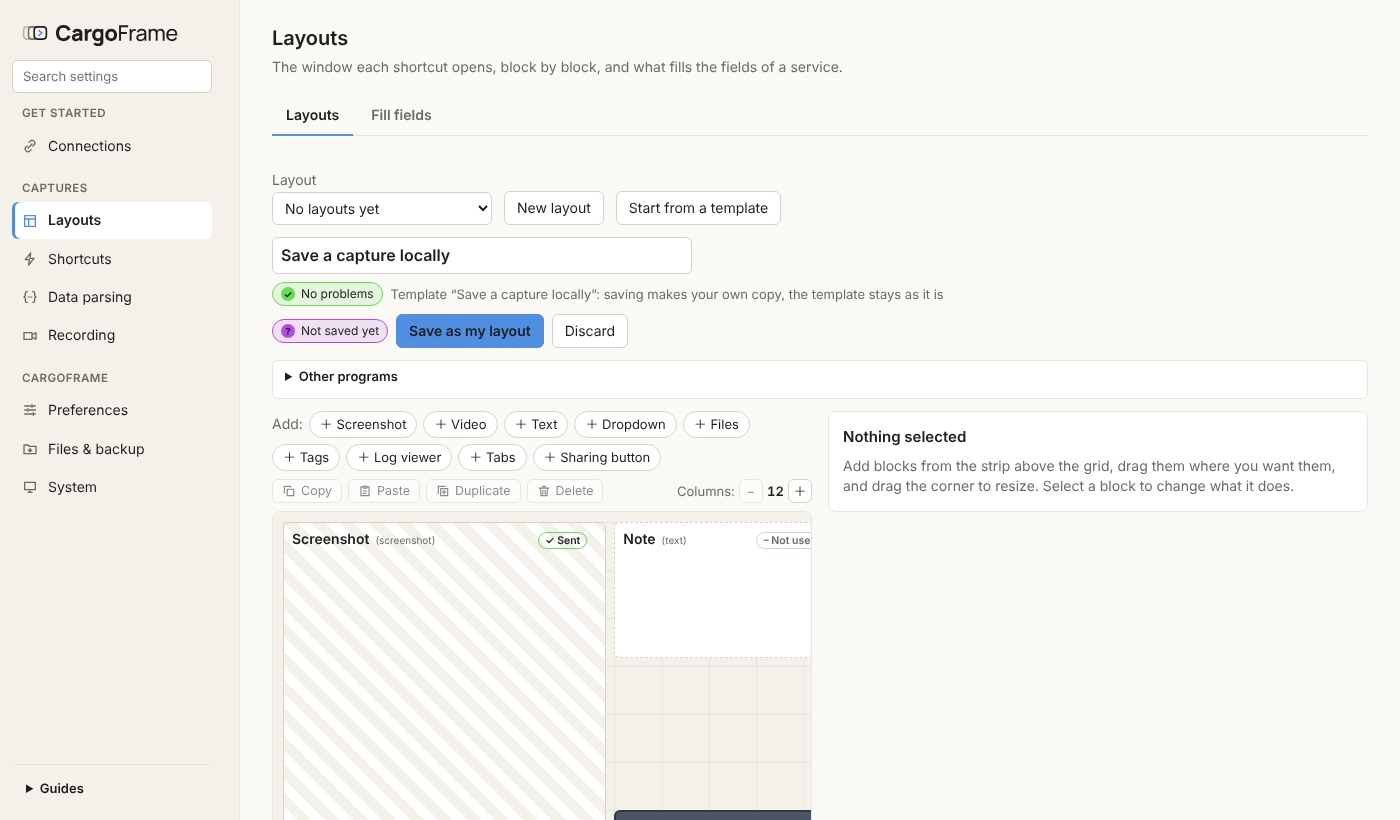 CargoFrame
Search settings
GET STARTED
Connections
CAPTURES
Layouts
Shortcuts
Data parsing
Recording
CARGOFRAME
Preferences
Files & backup
System
Guides
Layouts
The window each shortcut opens, block by block, and what fills the fields of a service.
Layouts
Fill fields
Layout
No layouts yet
New layout
Start from a template
Save a capture locally
No problems
Template “Save a capture locally”: saving makes your own copy, the template stays as it is
? Not saved yet
Save as my layout
Discard
Other programs
Add:
+ Screenshot
+ Video
+ Text
+ Dropdown
+ Files
+ Tags
+ Log viewer
+ Tabs
+ Sharing button
Copy
Paste
Duplicate
Delete
Columns: – 12 +
Nothing selected
Add blocks from the strip above the grid, drag them where you want them,
and drag the corner to resize. Select a block to change what it does.
Screenshot (screenshot)
✓ Sent
Note (text)
– Not use